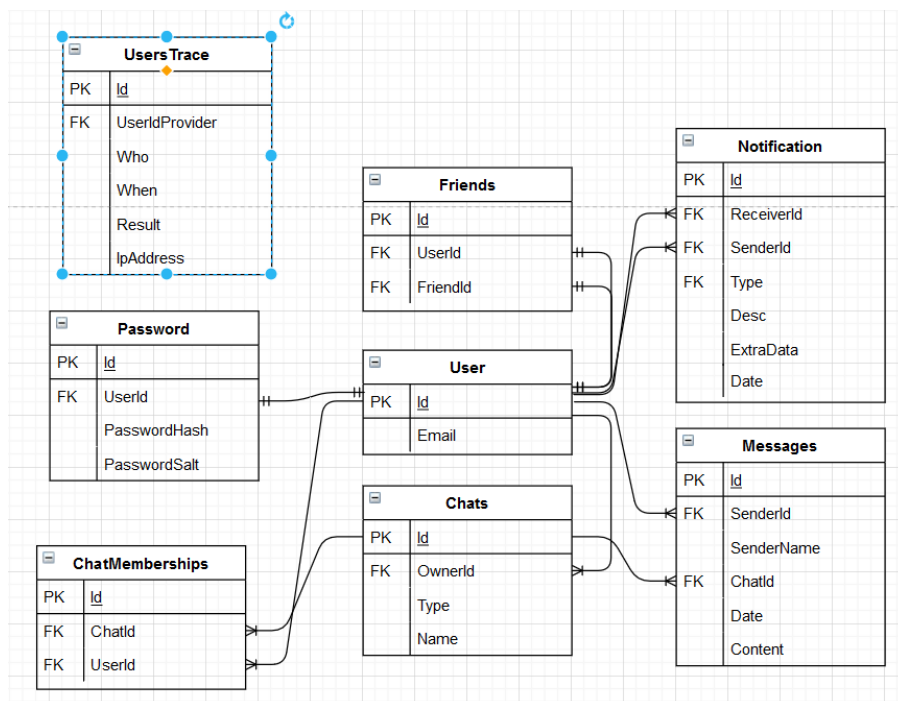 UsersTrace
PK Id
FK UserIdProvider
Who
When
Result
IpAddress
Friends
PK Id
FK UserId
FK FriendId
Notification
PK Id
FK ReceiverId
FK SenderId
FK Type
Desc
ExtraData
Date
Password
PK Id
FK UserId
PasswordHash
PasswordSalt
User
PK Id
Email
Messages
PK Id
FK SenderId
SenderName
FK ChatId
Date
Content
Chats
PK Id
FK OwnerId
Type
Name
ChatMemberships
PK Id
FK ChatId
FK UserId